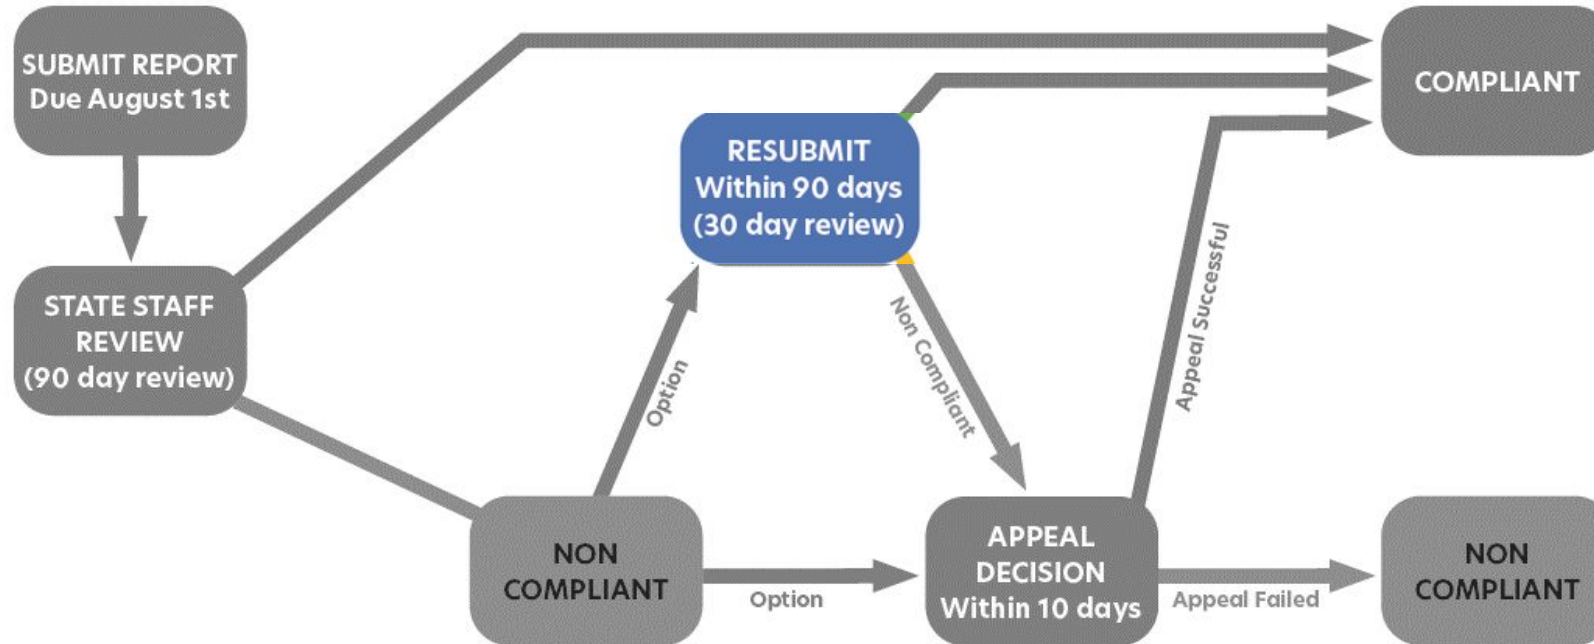 SUBMIT REPORT
Due August 1st
COMPLIANT
RESUBMIT
Within 90 days
(30 day review)
STATE STAFF
REVIEW
(90 day review)
Option
Non Compliant
Appeal Successful
NON
COMPLIANT
Option
APPEAL
DECISION
Within 10 days
Appeal Failed
NON
COMPLIANT